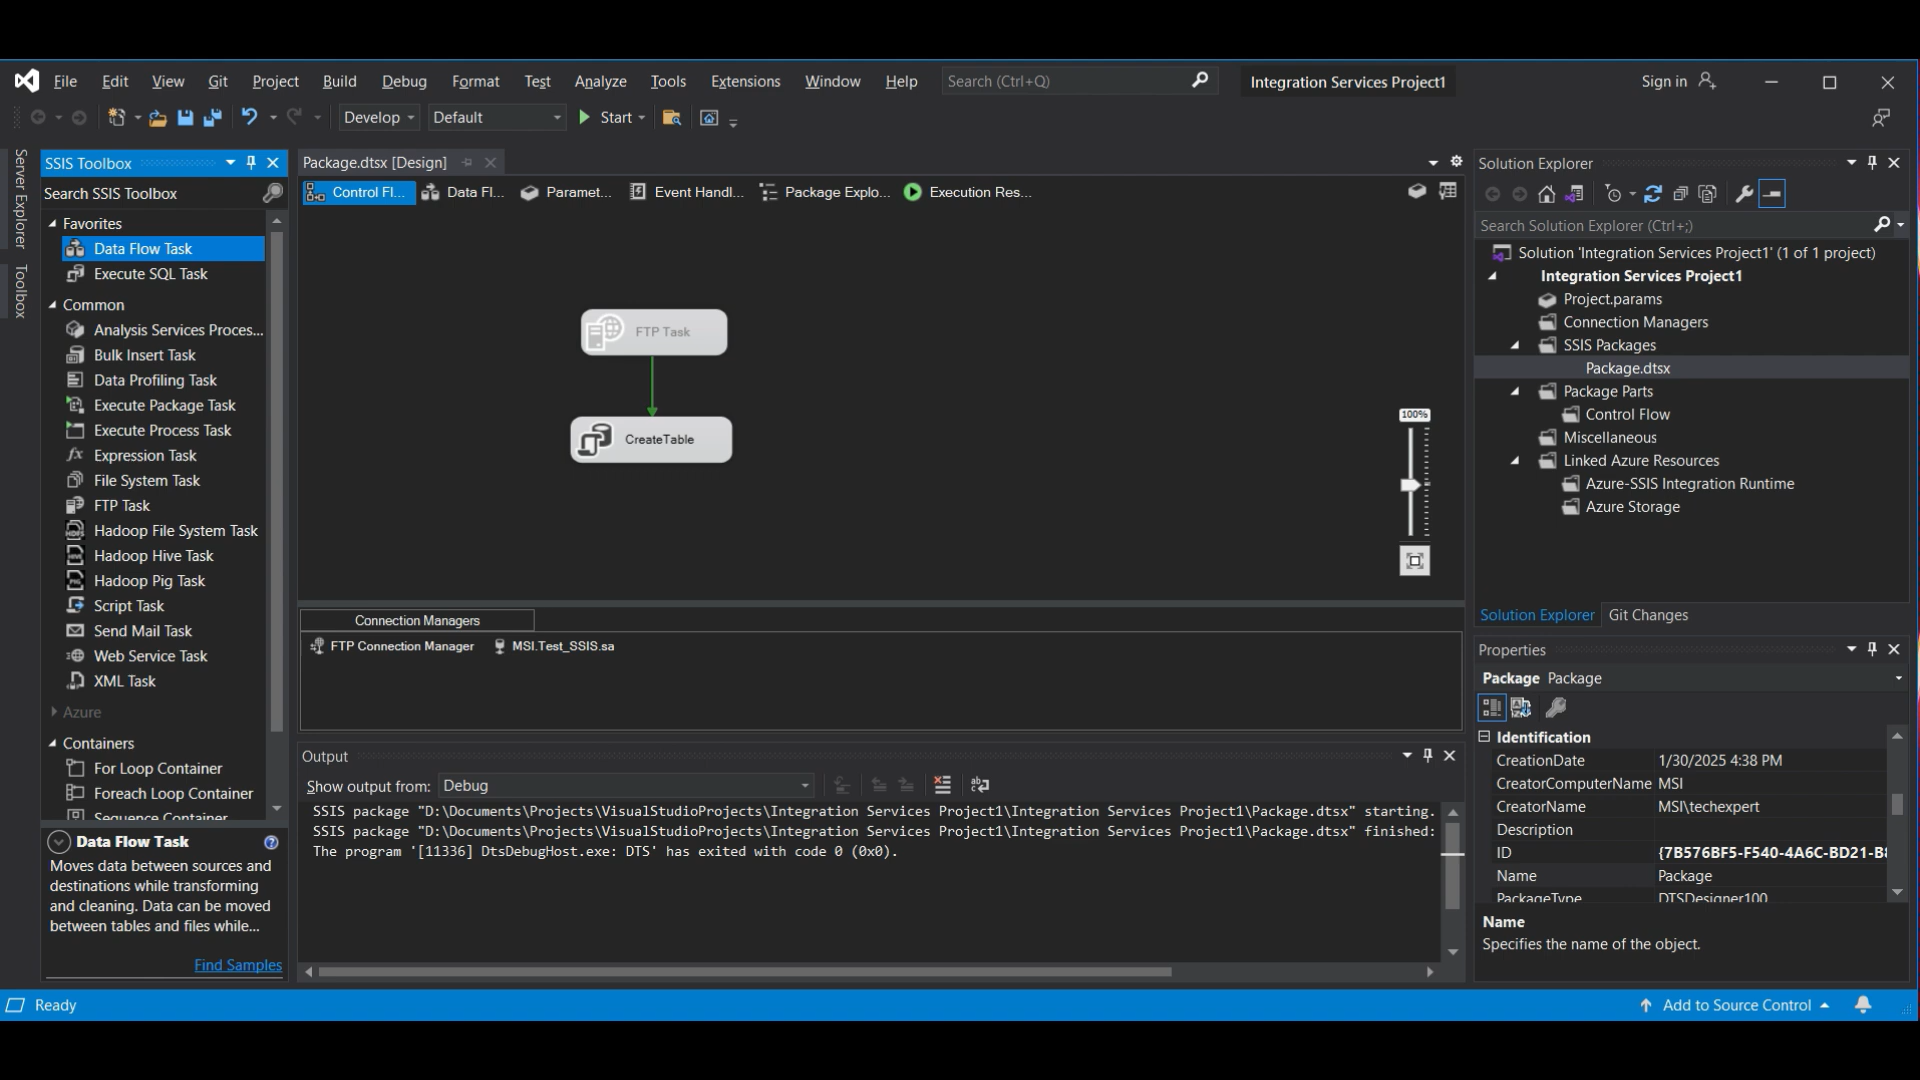 File Edit View Git Project Build Debug Format Test Analyze Tools Extensions Window Help Search (Ctrl+Q) Integration Services Project1 Sign in
Develop Default Start
Server Explorer
Toolbox
SSIS Toolbox
Search SSIS Toolbox
Favorites
Data Flow Task
Execute SQL Task
Common
Analysis Services Proces...
Bulk Insert Task
Data Profiling Task
Execute Package Task
Execute Process Task
Expression Task
File System Task
FTP Task
Hadoop File System Task
Hadoop Hive Task
Hadoop Pig Task
Script Task
Send Mail Task
Web Service Task
XML Task
Azure
Containers
For Loop Container
Foreach Loop Container
Sequence Container
Data Flow Task
Moves data between sources and
destinations while transforming
and cleaning. Data can be moved
between tables and files while...
Find Samples
Package.dtsx [Design]
Control Fl... Data Fl... Paramet... Event Handl... Package Explo... Execution Res...
FTP Task
CreateTable
100%
Connection Managers
FTP Connection Manager MSI.Test_SSIS.sa
Output
Show output from: Debug
SSIS package "D:\Documents\Projects\VisualStudioProjects\Integration Services Project1\Integration Services Project1\Package.dtsx" starting.
SSIS package "D:\Documents\Projects\VisualStudioProjects\Integration Services Project1\Integration Services Project1\Package.dtsx" finished:
The program '[11336] DtsDebugHost.exe: DTS' has exited with code 0 (0x0).
Solution Explorer
Search Solution Explorer (Ctrl+;)
Solution 'Integration Services Project1' (1 of 1 project)
Integration Services Project1
Project.params
Connection Managers
SSIS Packages
Package.dtsx
Package Parts
Control Flow
Miscellaneous
Linked Azure Resources
Azure-SSIS Integration Runtime
Azure Storage
Solution Explorer Git Changes
Properties
Package Package
Identification
CreationDate 1/30/2025 4:38 PM
CreatorComputerName MSI
CreatorName MSI\techexpert
Description
ID {7B576BF5-F540-4A6C-BD21-B
Name Package
PackageType DTSDesigner100
Name
Specifies the name of the object.
Ready Add to Source Control